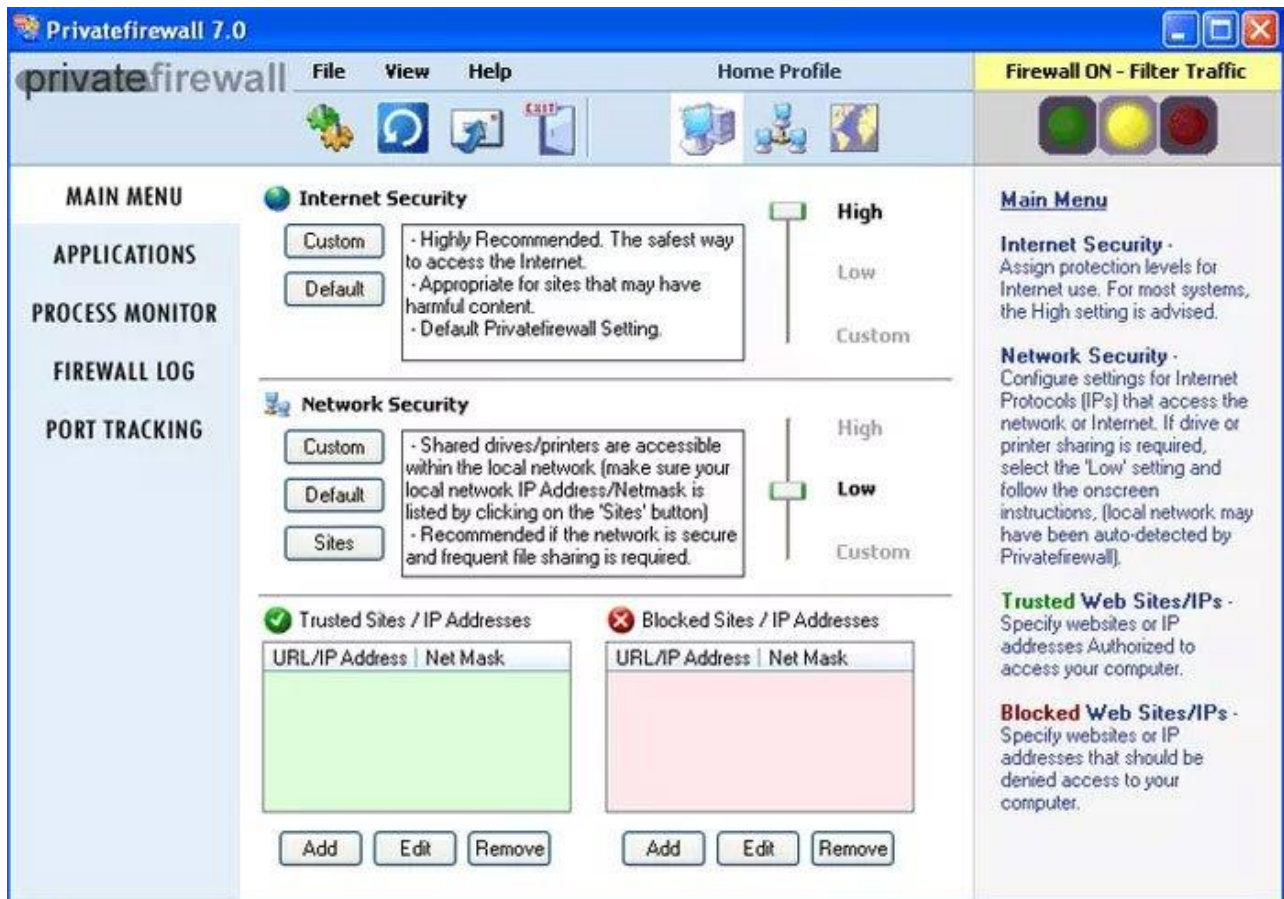 Privatefirewall 7.0
privatefirewall
File View Help
Home Profile
Firewall ON - Filter Traffic
EXIT
MAIN MENU
APPLICATIONS
PROCESS MONITOR
FIREWALL LOG
PORT TRACKING
Internet Security
Custom
Default
- Highly Recommended. The safest way
to access the Internet.
- Appropriate for sites that may have
harmful content.
- Default Privatefirewall Setting.
High
Low
Custom
Network Security
Custom
Default
Sites
- Shared drives/printers are accessible
within the local network (make sure your
local network IP Address/Netmask is
listed by clicking on the 'Sites' button)
- Recommended if the network is secure
and frequent file sharing is required.
High
Low
Custom
Trusted Sites / IP Addresses
URL/IP Address Net Mask
Add Edit Remove
Blocked Sites / IP Addresses
URL/IP Address Net Mask
Add Edit Remove
Main Menu
Internet Security -
Assign protection levels for
Internet use. For most systems,
the High setting is advised.
Network Security -
Configure settings for Internet
Protocols (IPs) that access the
network or Internet. If drive or
printer sharing is required,
select the 'Low' setting and
follow the onscreen
instructions, (local network may
have been auto-detected by
Privatefirewall).
Trusted Web Sites/IPs -
Specify websites or IP
addresses Authorized to
access your computer.
Blocked Web Sites/IPs -
Specify websites or IP
addresses that should be
denied access to your
computer.